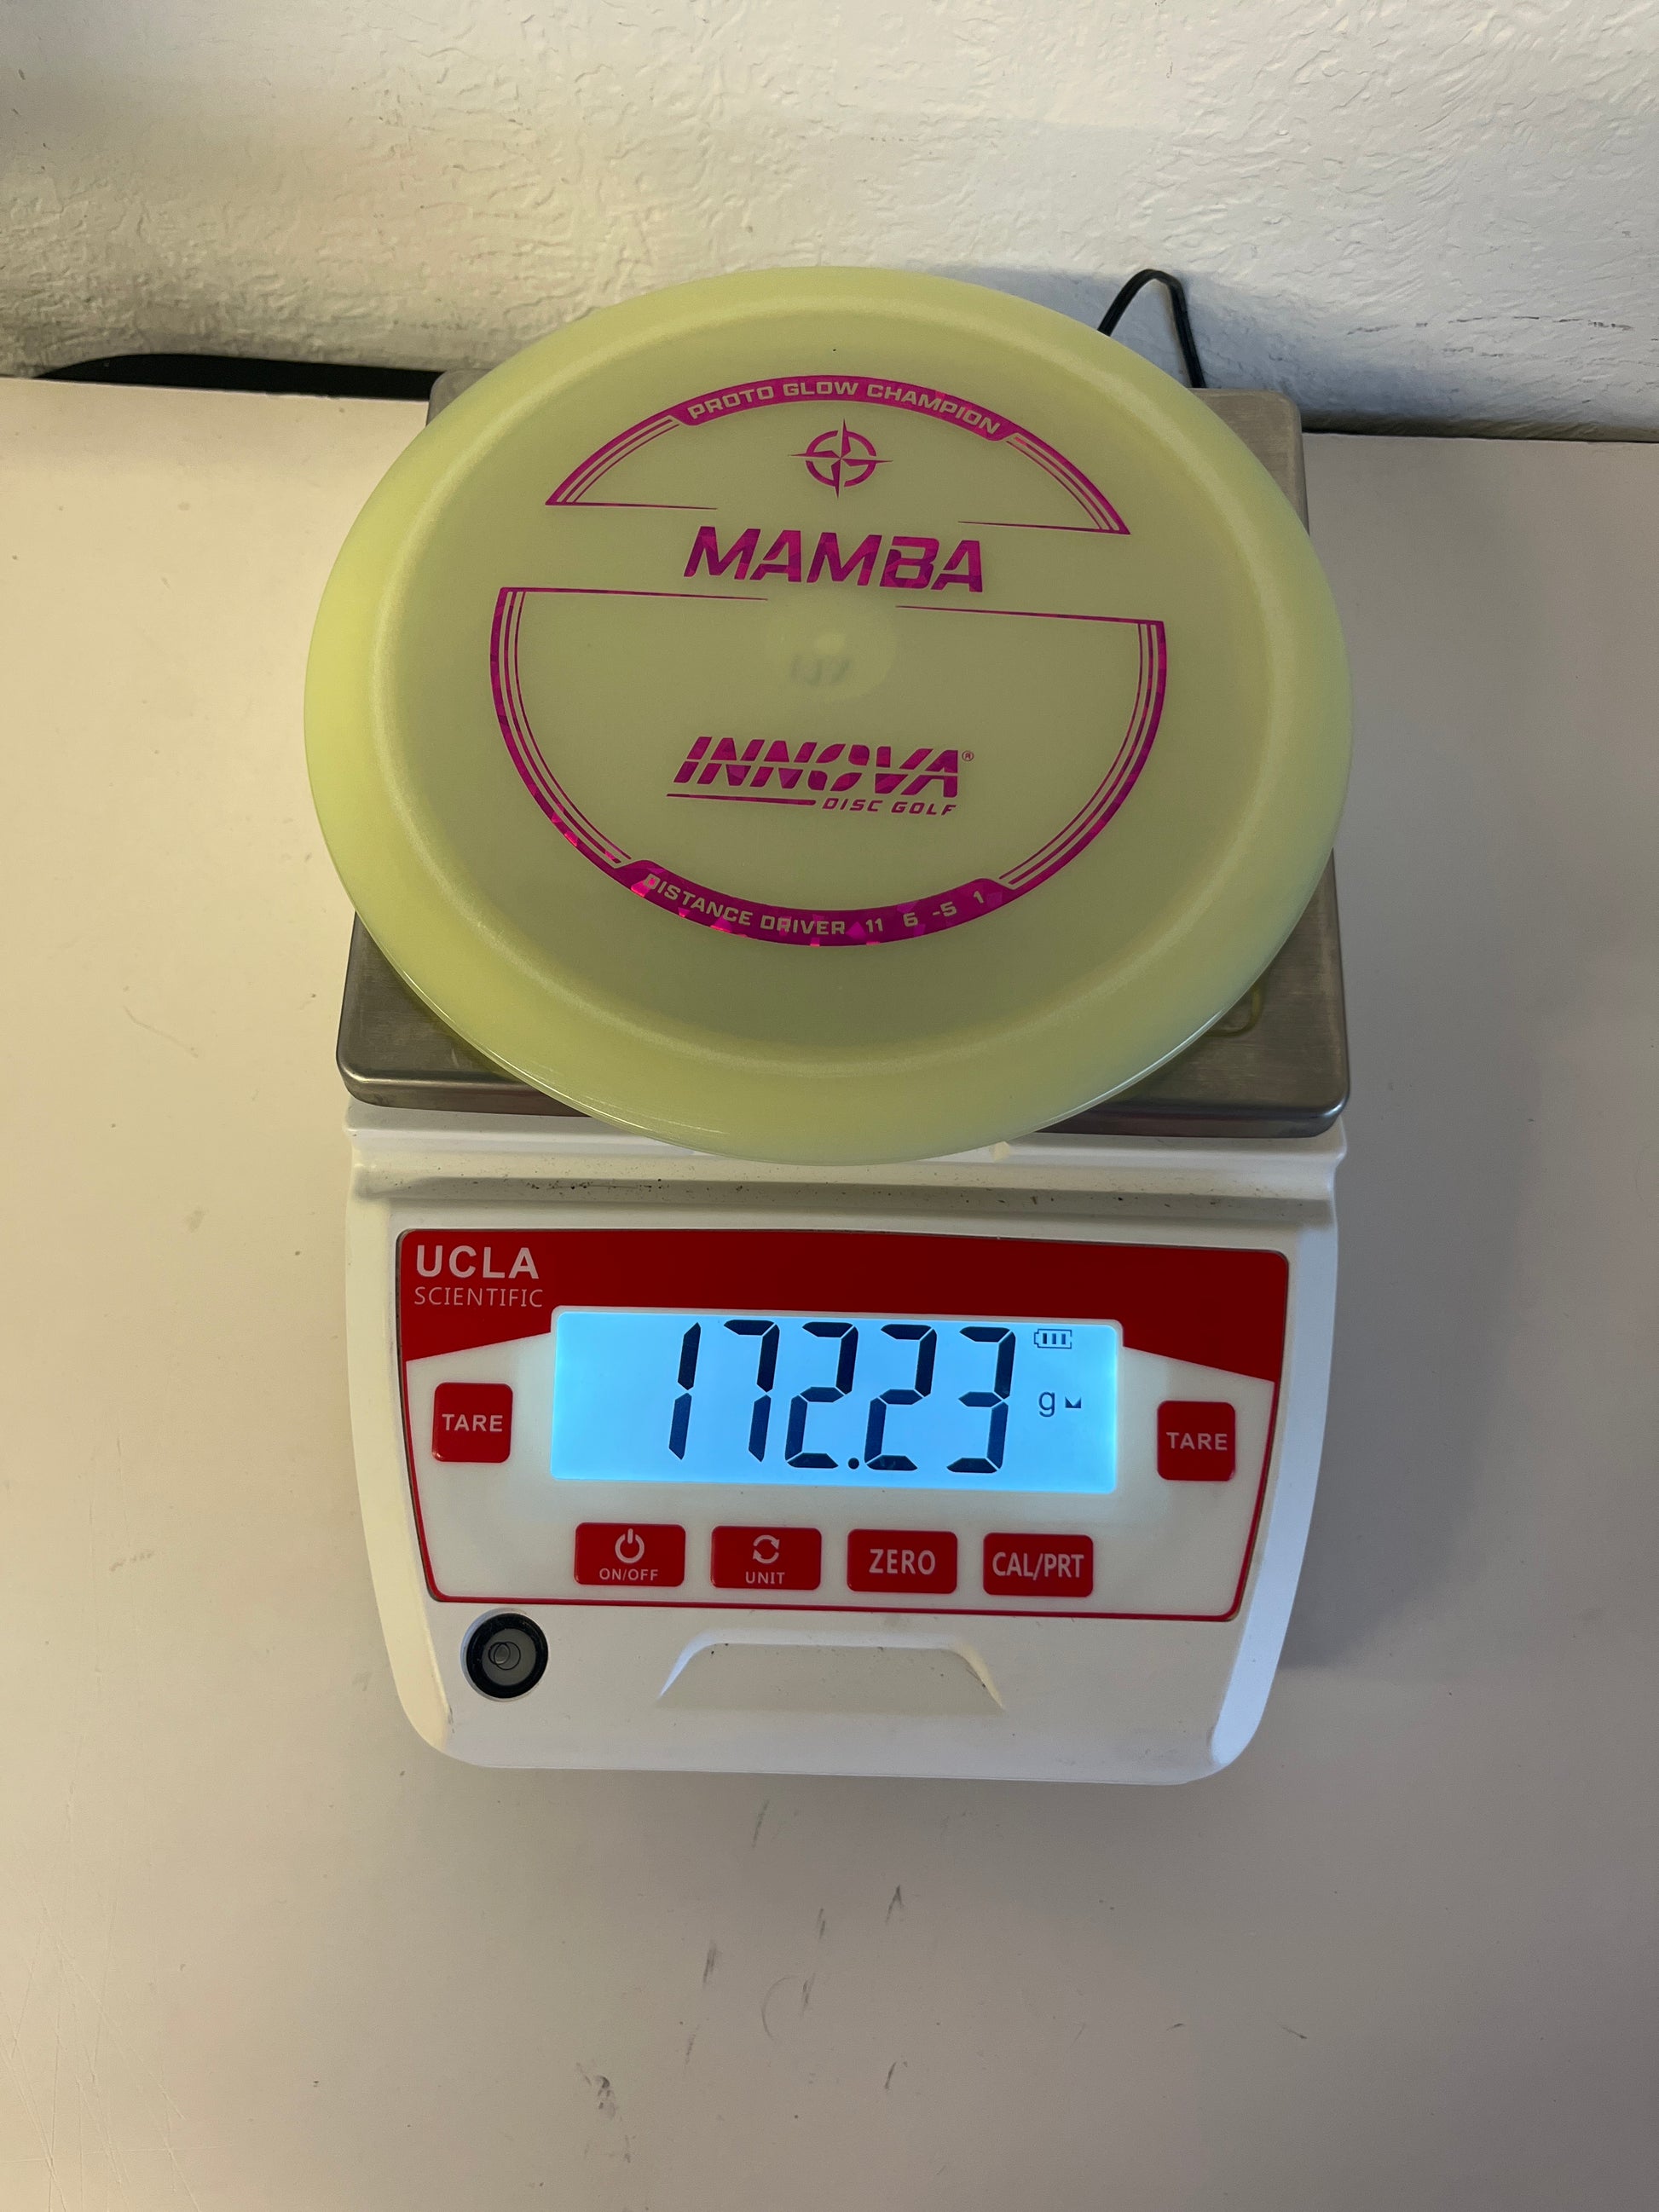 PROTO GLOW CHAMPION
MAMBA
INNOVA®
DISC GOLF
DISTANCE DRIVER 11 6 -5 1
UCLA
SCIENTIFIC
172.23 g
TARE
TARE
ON/OFF
UNIT
ZERO
CAL/PRT